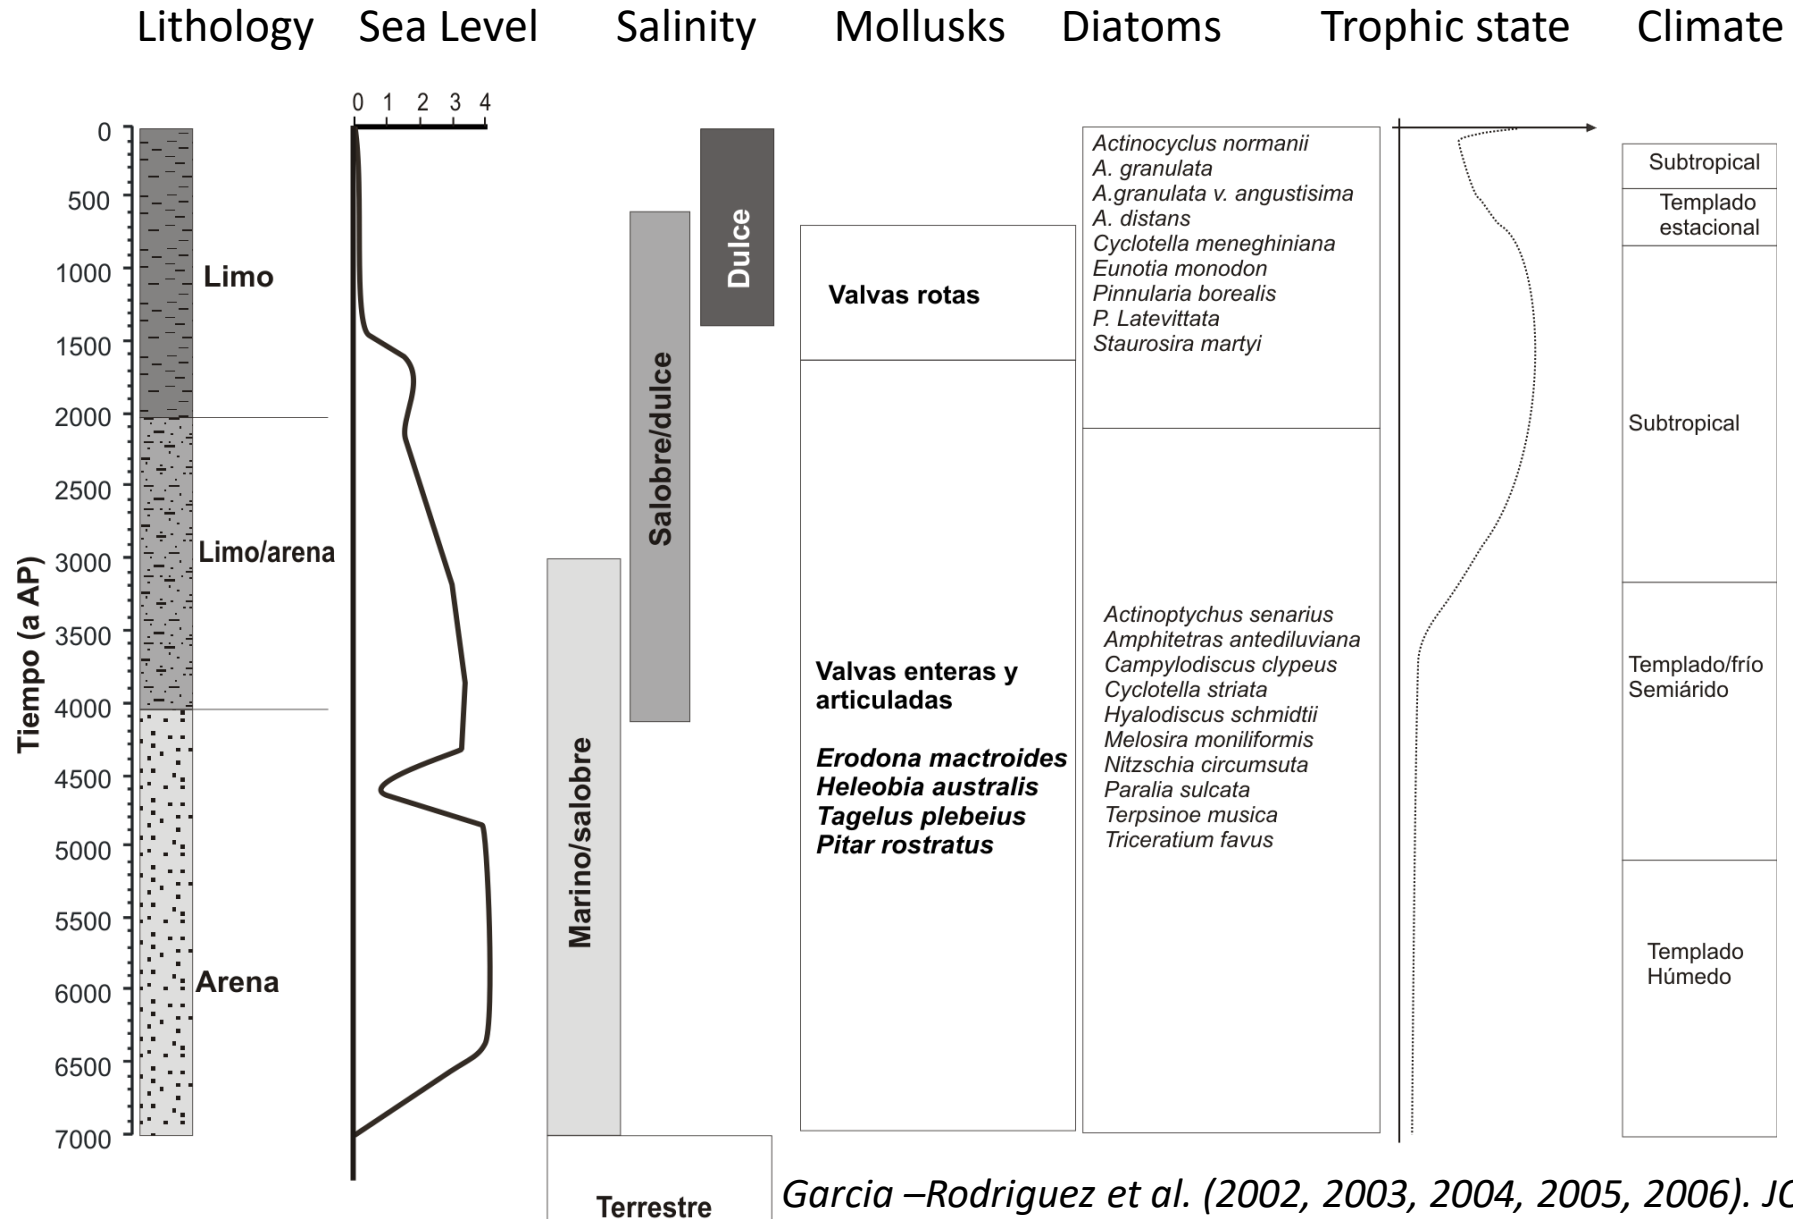 Lithology
Sea Level
Salinity
Mollusks
Diatoms
Trophic state
Climate
0 1 2 3 4
Tiempo (a AP)
0
500
1000
1500
2000
2500
3000
3500
4000
4500
5000
5500
6000
6500
7000
Limo
Limo/arena
Arena
Dulce
Salobre/dulce
Marino/salobre
Terrestre
Valvas rotas
Valvas enteras y
articuladas
Erodona mactroides
Heleobia australis
Tagelus plebeius
Pitar rostratus
Actinocyclus normanii
A. granulata
A.granulata v. angustisima
A. distans
Cyclotella meneghiniana
Eunotia monodon
Pinnularia borealis
P. Latevittata
Staurosira martyi
Actinoptychus senarius
Amphitetras antediluviana
Campylodiscus clypeus
Cyclotella striata
Hyalodiscus schmidtii
Melosira moniliformis
Nitzschia circumsuta
Paralia sulcata
Terpsinoe musica
Triceratium favus
Subtropical
Templado
estacional
Subtropical
Templado/frío
Semiárido
Templado
Húmedo
Garcia –Rodriguez et al. (2002, 2003, 2004, 2005, 2006).